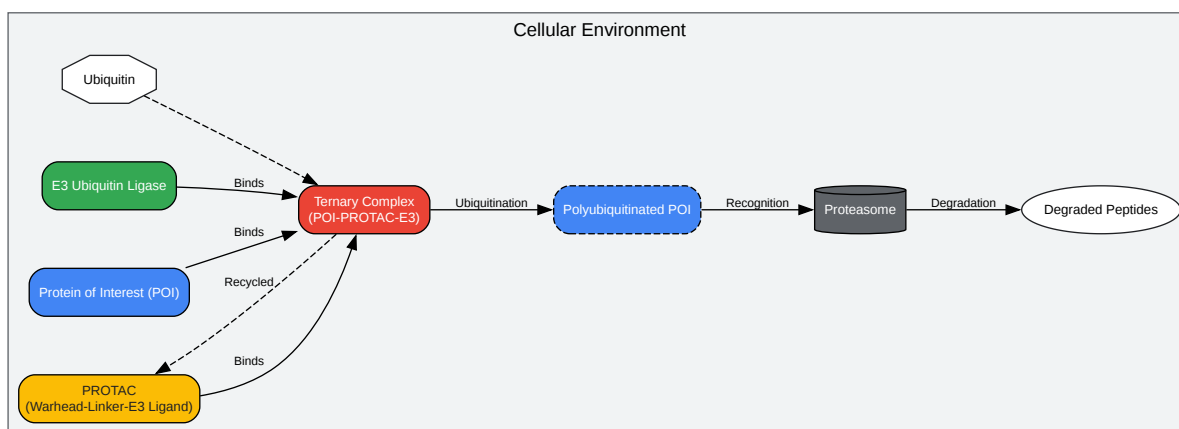 Cellular Environment
Ubiquitin
E3 Ubiquitin Ligase
Binds
Ternary Complex
(POI-PROTAC-E3)
Ubiquitination
Polyubiquitinated POI
Recognition
Proteasome
Degradation
Degraded Peptides
Binds
Protein of Interest (POI)
Recycled
Binds
PROTAC
(Warhead-Linker-E3 Ligand)